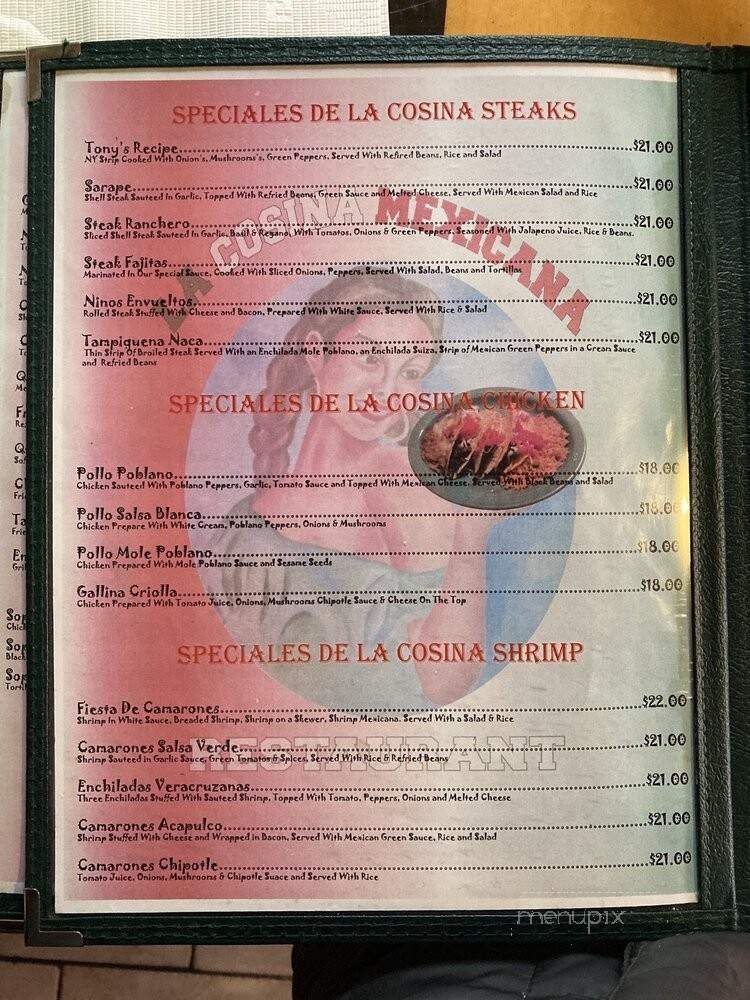 SPECIALES DE LA COSINA STEAKS
Tony's Recipe $21.00
NY Strip Cooked With Onion's, Mushrooms's, Green Peppers, Served With Refired Beans, Rice and Salad
Sarape $21.00
Shell Steak Sauteed In Garlic, Topped With Refried Beans, Green Sauce and Melted Cheese, Served With Mexican Salad and Rice
Steak Ranchero $21.00
Sliced Shell Steak Sauteed In Garlic, Basil & Regano, With Tomatos, Onions & Green Peppers, Seasoned With Jalapeno Juice, Rice & Beans.
Steak Fajitas $21.00
Marinated In Our Special Sauce, Cooked With Sliced Onions, Peppers, Served With Salad, Beans and Tortillas
Ninos Envueltos $21.00
Rolled Steak Stuffed With Cheese and Bacon, Prepared With White Sauce, Served With Rice & Salad
Tampiquena Naca $21.00
Thin Strip Of Broiled Steak Served With an Enchilada Mole Poblano, an Enchilada Suiza, Strip of Mexican Green Peppers in a Crean Sauce
and Refried Beans
LA COSINA MEXICANA
SPECIALES DE LA COSINA CHICKEN
Pollo Poblano $18.00
Chicken Sauteed With Poblano Peppers, Garlic, Tomato Sauce and Topped With Mexican Cheese, Served With Black Beans and Salad
Pollo Salsa Blanca $18.00
Chicken Prepare With White Cream, Poblano Peppers, Onions & Mushrooms
Pollo Mole Poblano $18.00
Chicken Prepared With Mole Poblano Sauce and Sesame Seeds
Gallina Criolla $18.00
Chicken Prepared With Tomato Juice, Onions, Mushrooms Chipotle Sauce & Cheese On The Top
SPECIALES DE LA COSINA SHRIMP
Fiesta De Camarones $22.00
Shrimp In White Sauce, Breaded Shrimp, Shrimp on a Skewer, Shrimp Mexicana, Served With a Salad & Rice
Camarones Salsa Verde $21.00
Shrimp Sauteed in Garlic Sauce, Green Tomatos & Spices, Served With Rice & Refried Beans
RESTAURANT
Enchiladas Veracruzanas $21.00
Three Enchiladas Stuffed With Sauteed Shrimp, Topped With Tomato, Peppers, Onions and Melted Cheese
Camarones Acapulco $21.00
Shrimp Stuffed With Cheese and Wrapped in Bacon, Served With Mexican Green Sauce, Rice and Salad
Camarones Chipotle $21.00
Tomato Juice, Onions, Mushrooms & Chipotle Suace and Served With Rice
menupix